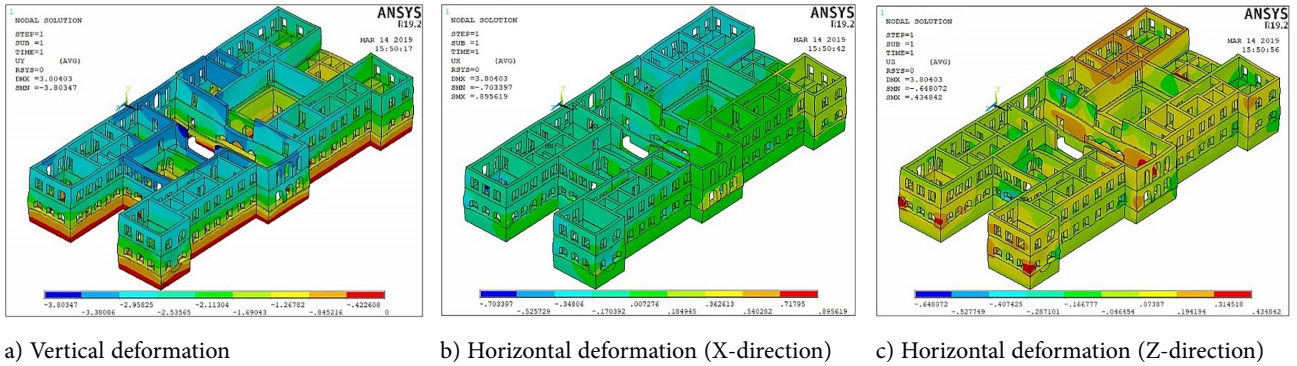 1
NODAL SOLUTION
STEP=1
SUB =1
TIME=1
UY (AVG)
RSYS=0
DMX =3.80403
SMN =-3.80347
ANSYS
R19.2
MAR 14 2019
15:50:17
-3.80347 -2.95825 -2.11304 -1.26782 -.422608
-3.38086 -2.53565 -1.69043 -.845216 0
a) Vertical deformation
1
NODAL SOLUTION
STEP=1
SUB =1
TIME=1
UX (AVG)
RSYS=0
DMX =3.80403
SMN =-.703397
SMX =.895619
ANSYS
R19.2
MAR 14 2019
15:50:42
-.703397 -.34806 .007276 .362613 .71795
-.525729 -.170392 .184945 .540282 .895619
b) Horizontal deformation (X-direction)
1
NODAL SOLUTION
STEP=1
SUB =1
TIME=1
UZ (AVG)
RSYS=0
DMX =3.80403
SMN =-.648072
SMX =.434842
ANSYS
R19.2
MAR 14 2019
15:50:56
-.648072 -.407425 -.166777 .07387 .314518
-.527749 -.287101 -.046454 .194194 .434842
c) Horizontal deformation (Z-direction)